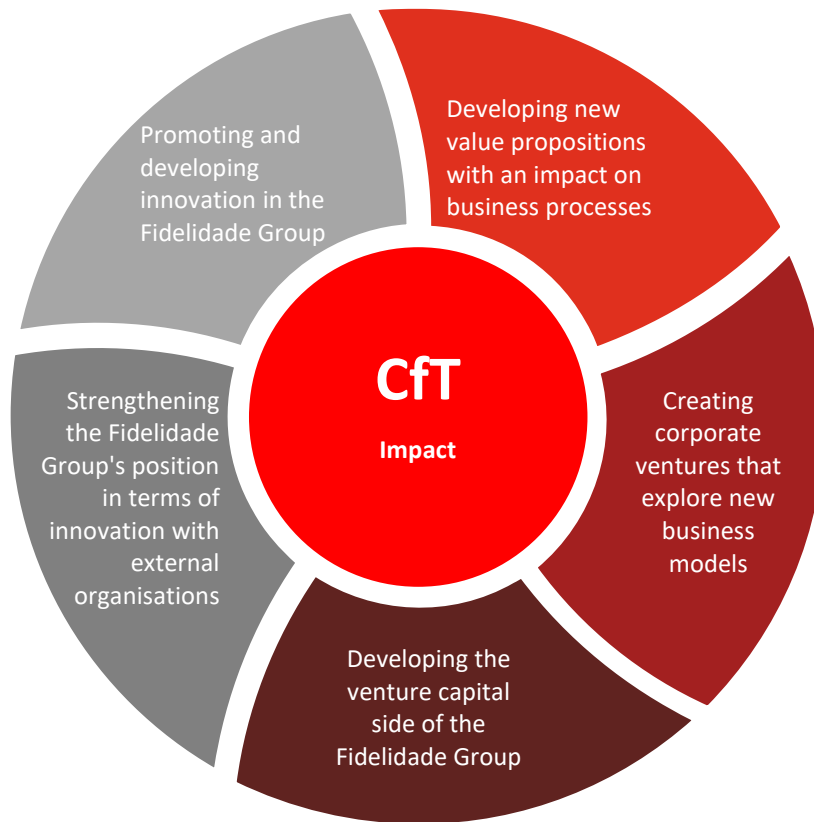 Promoting and
developing
innovation in the
Fidelidade Group
Developing new
value propositions
with an impact on
business processes
CfT
Impact
Strengthening
the Fidelidade
Group's position
in terms of
innovation with
external
organisations
Creating
corporate
ventures that
explore new
business
models
Developing the
venture capital
side of the
Fidelidade Group